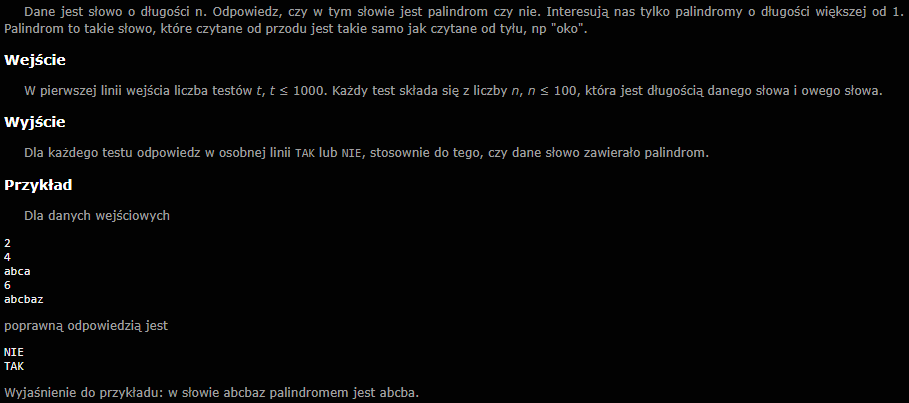 Dane jest słowo o długości n. Odpowiedz, czy w tym słowie jest palindrom czy nie. Interesują nas tylko palindromy o długości większej od 1.
Palindrom to takie słowo, które czytane od przodu jest takie samo jak czytane od tyłu, np "oko".
Wejście
W pierwszej linii wejścia liczba testów t, t ≤ 1000. Każdy test składa się z liczby n, n ≤ 100, która jest długością danego słowa i owego słowa.
Wyjście
Dla każdego testu odpowiedz w osobnej linii TAK lub NIE, stosownie do tego, czy dane słowo zawierało palindrom.
Przykład
Dla danych wejściowych
2
4
abca
6
abcbaz
poprawną odpowiedzią jest
NIE
TAK
Wyjaśnienie do przykładu: w słowie abcbaz palindromem jest abcba.